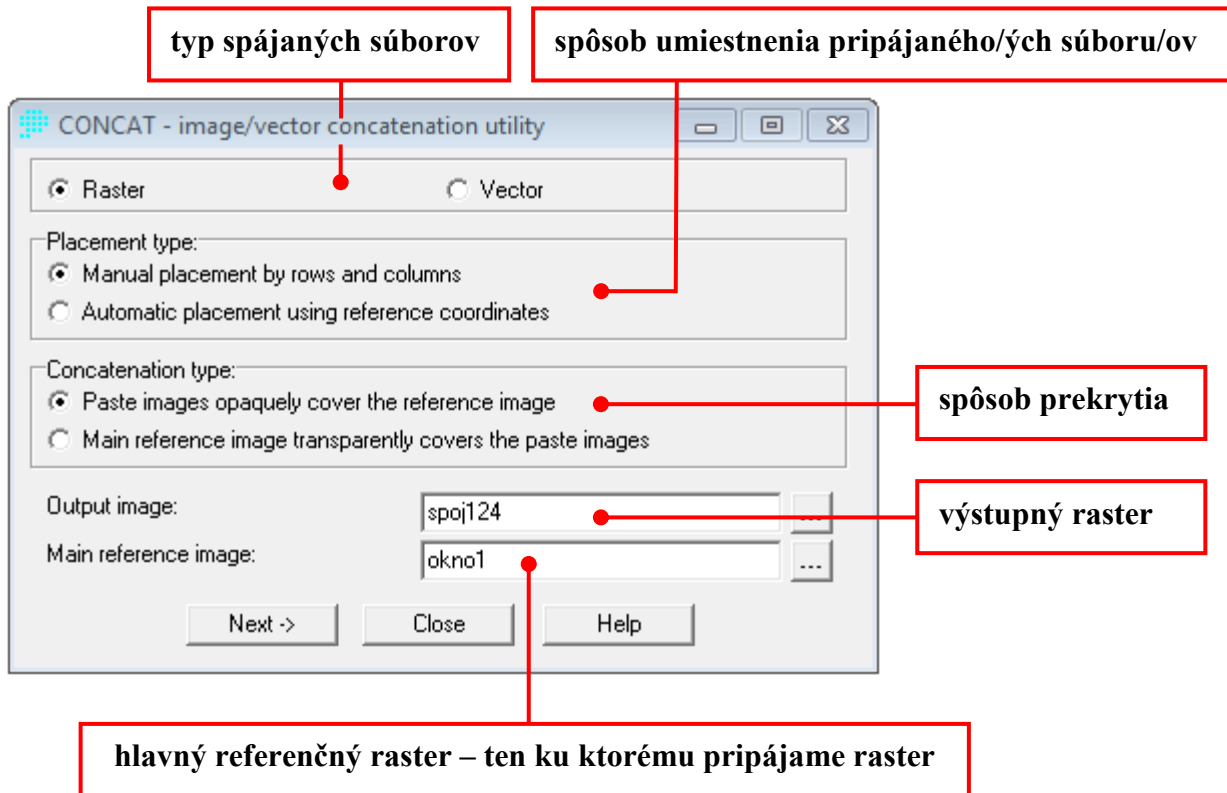 typ spájaných súborov
spôsob umiestnenia pripájaného/ých súboru/ov
CONCAT - image/vector concatenation utility
Raster
Vector
Placement type:
Manual placement by rows and columns
Automatic placement using reference coordinates
Concatenation type:
Paste images opaquely cover the reference image
Main reference image transparently covers the paste images
spôsob prekrytia
Output image:
spoj124
...
výstupný raster
Main reference image:
okno1
...
Next ->
Close
Help
hlavný referenčný raster – ten ku ktorému pripájame raster